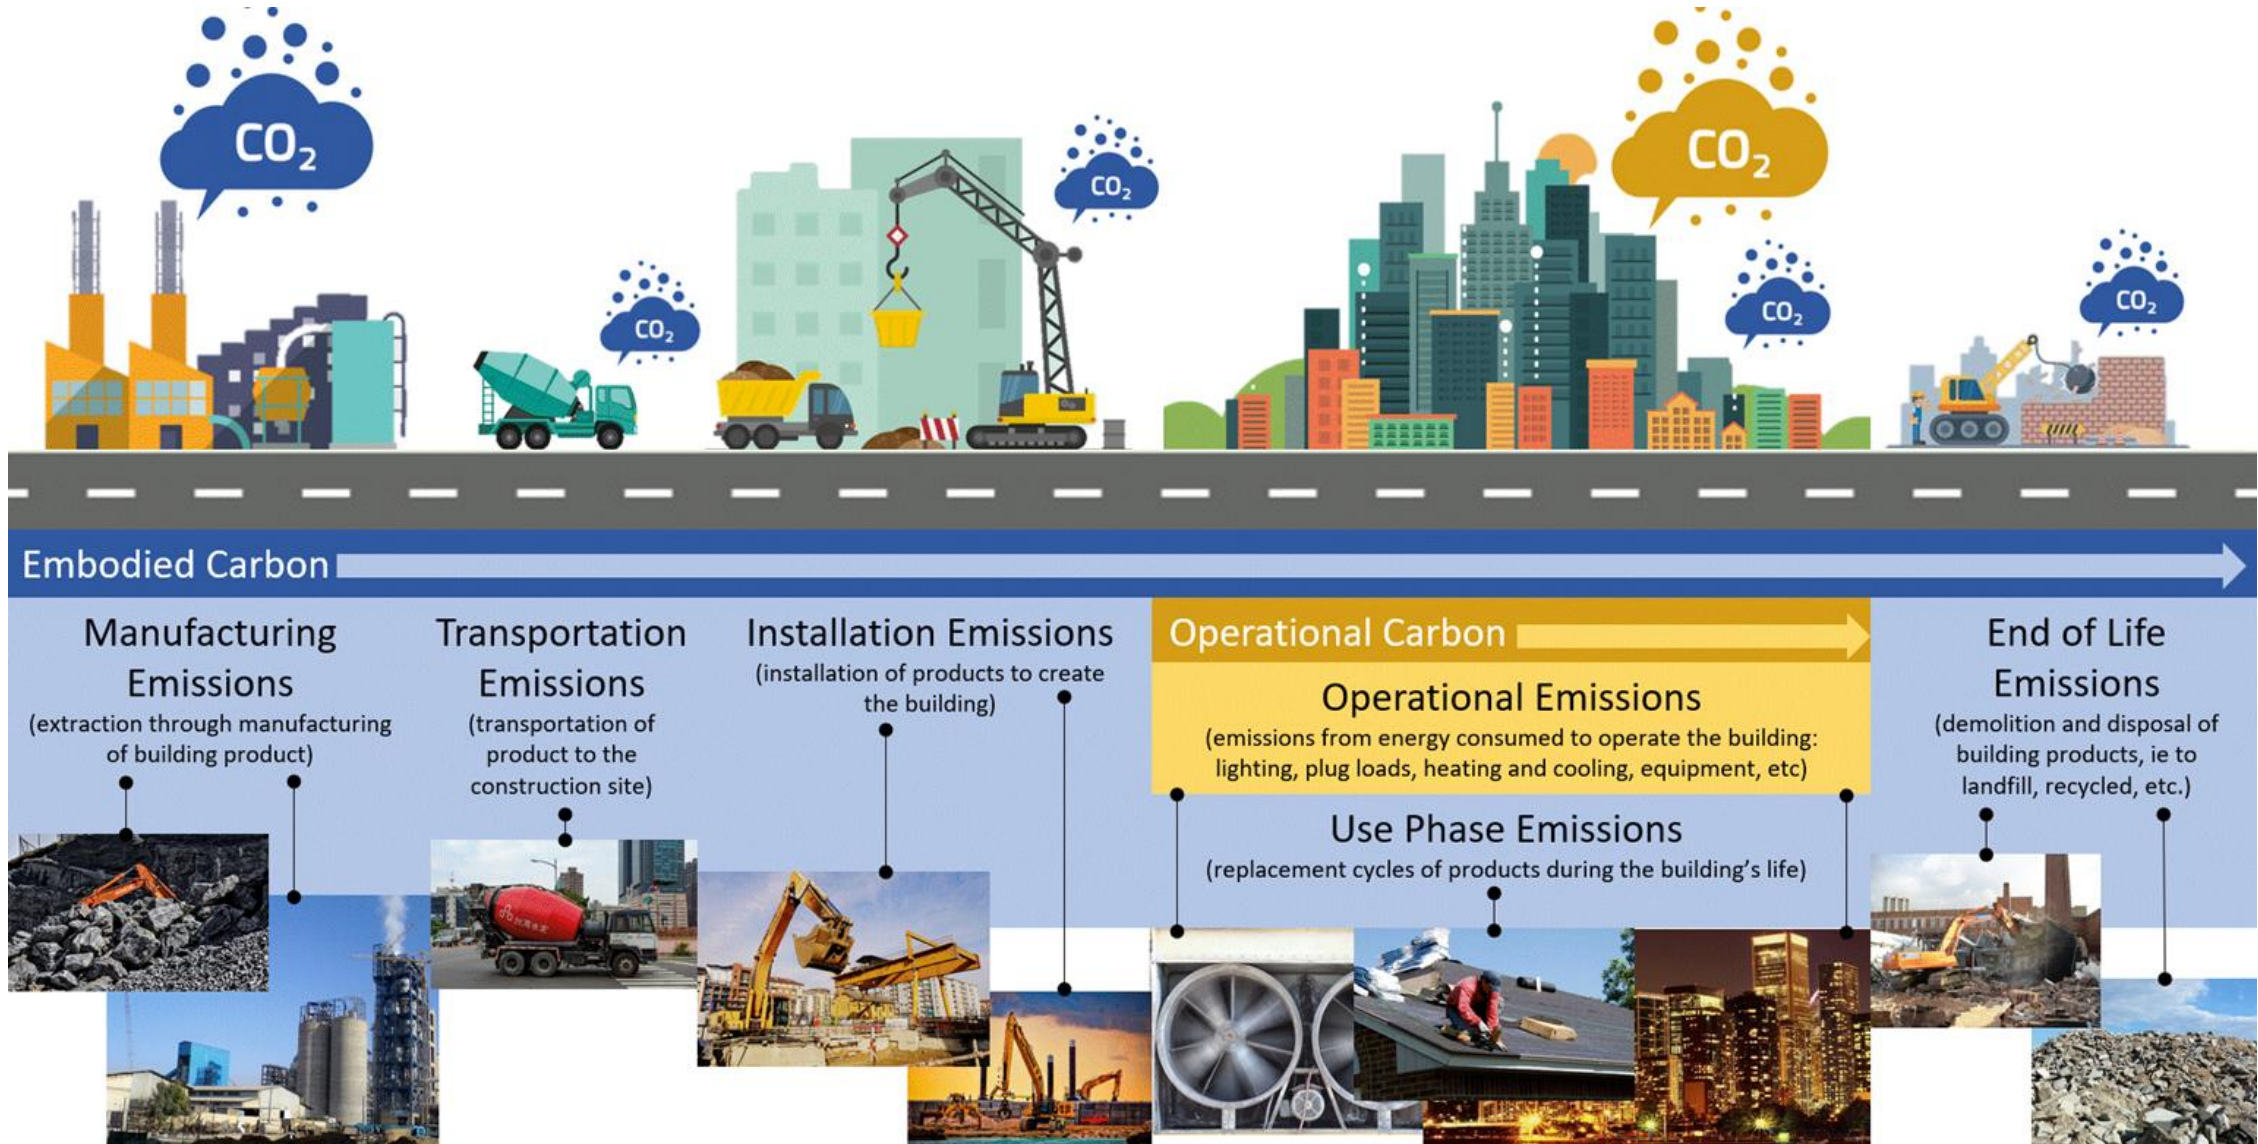 CO2
CO2
CO2
CO2
CO2
CO2
Embodied Carbon
Manufacturing
Emissions
(extraction through manufacturing
of building product)
Transportation
Emissions
(transportation of
product to the
construction site)
Installation Emissions
(installation of products to create
the building)
Operational Carbon
Operational Emissions
(emissions from energy consumed to operate the building:
lighting, plug loads, heating and cooling, equipment, etc)
Use Phase Emissions
(replacement cycles of products during the building’s life)
End of Life
Emissions
(demolition and disposal of
building products, ie to
landfill, recycled, etc.)